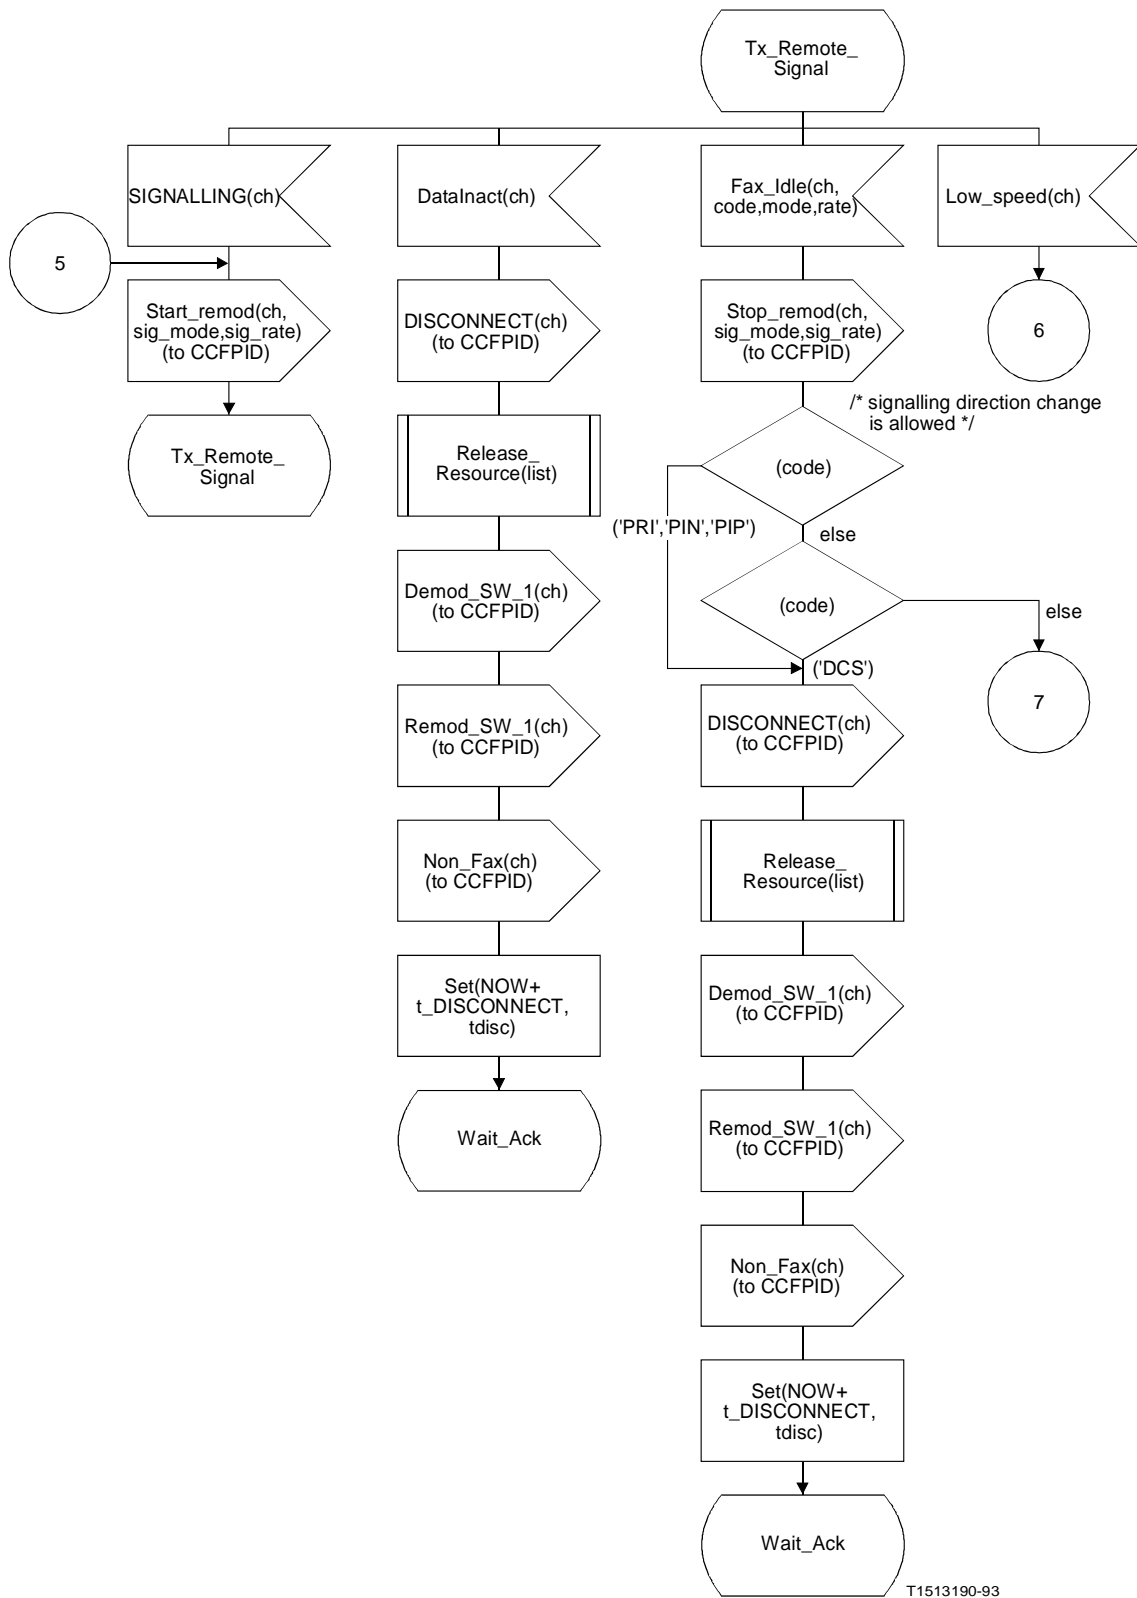 Tx_Remote_
Signal
SIGNALLING(ch)
DataInact(ch)
Fax_Idle(ch,
code,mode,rate)
Low_speed(ch)
5
Start_remod(ch,
sig_mode,sig_rate)
(to CCFPID)
DISCONNECT(ch)
(to CCFPID)
Stop_remod(ch,
sig_mode,sig_rate)
(to CCFPID)
6
/* signalling direction change
is allowed */
Tx_Remote_
Signal
Release_
Resource(list)
(code)
('PRI','PIN','PIP')
else
Demod_SW_1(ch)
(to CCFPID)
(code)
else
('DCS')
Remod_SW_1(ch)
(to CCFPID)
DISCONNECT(ch)
(to CCFPID)
7
Non_Fax(ch)
(to CCFPID)
Release_
Resource(list)
Set(NOW+
t_DISCONNECT,
tdisc)
Demod_SW_1(ch)
(to CCFPID)
Wait_Ack
Remod_SW_1(ch)
(to CCFPID)
Non_Fax(ch)
(to CCFPID)
Set(NOW+
t_DISCONNECT,
tdisc)
Wait_Ack
T1513190-93